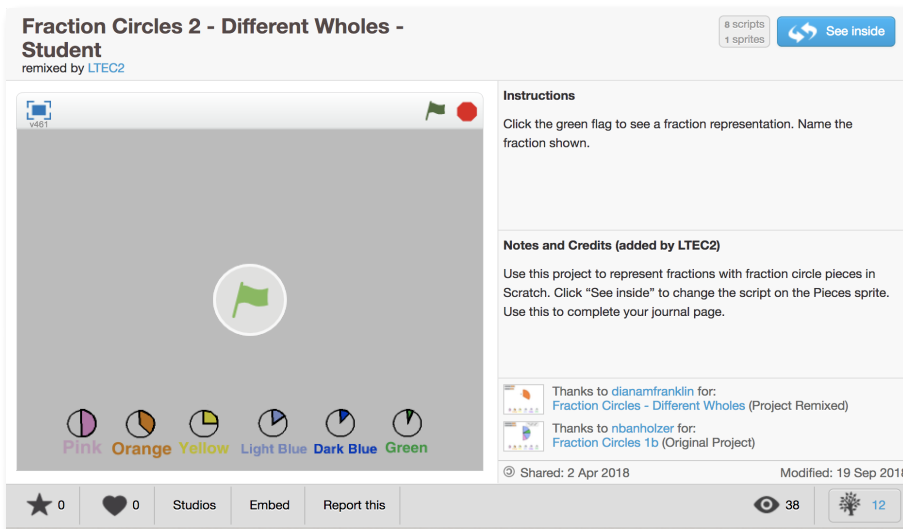 Fraction Circles 2 - Different Wholes -
Student
remixed by LTEC2
8 scripts
1 sprites
See inside
v461
Pink Orange Yellow Light Blue Dark Blue Green
Instructions
Click the green flag to see a fraction representation. Name the
fraction shown.
Notes and Credits (added by LTEC2)
Use this project to represent fractions with fraction circle pieces in
Scratch. Click “See inside” to change the script on the Pieces sprite.
Use this to complete your journal page.
Thanks to dianamfranklin for:
Fraction Circles - Different Wholes (Project Remixed)
Thanks to nbanholzer for:
Fraction Circles 1b (Original Project)
Shared: 2 Apr 2018 Modified: 19 Sep 2018
0 0 Studios Embed Report this 38 12